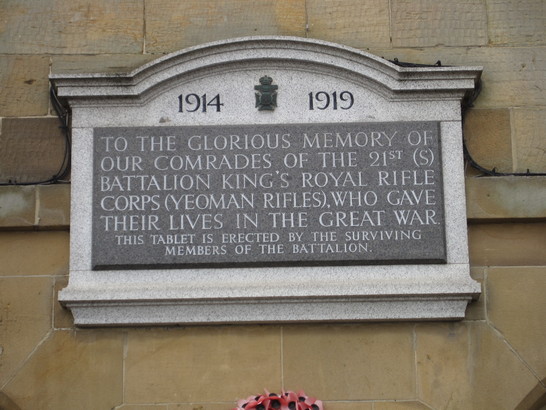 1914 1919
TO THE GLORIOUS MEMORY OF
OUR COMRADES OF THE 21ST (S)
BATTALION KING'S ROYAL RIFLE
CORPS (YEOMAN RIFLES), WHO GAVE
THEIR LIVES IN THE GREAT WAR.
THIS TABLET IS ERECTED BY THE SURVIVING
MEMBERS OF THE BATTALION.